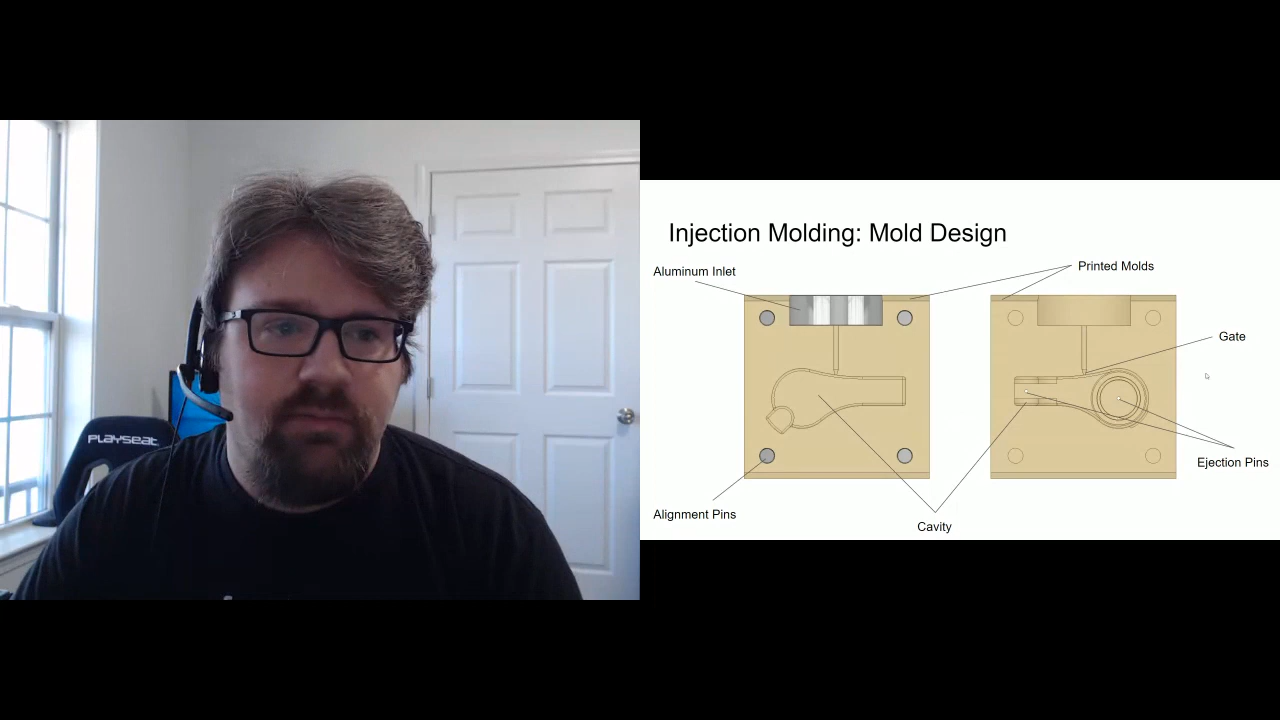 PLAYSEAT
Injection Molding: Mold Design
Aluminum Inlet
Printed Molds
Gate
Ejection Pins
Alignment Pins
Cavity